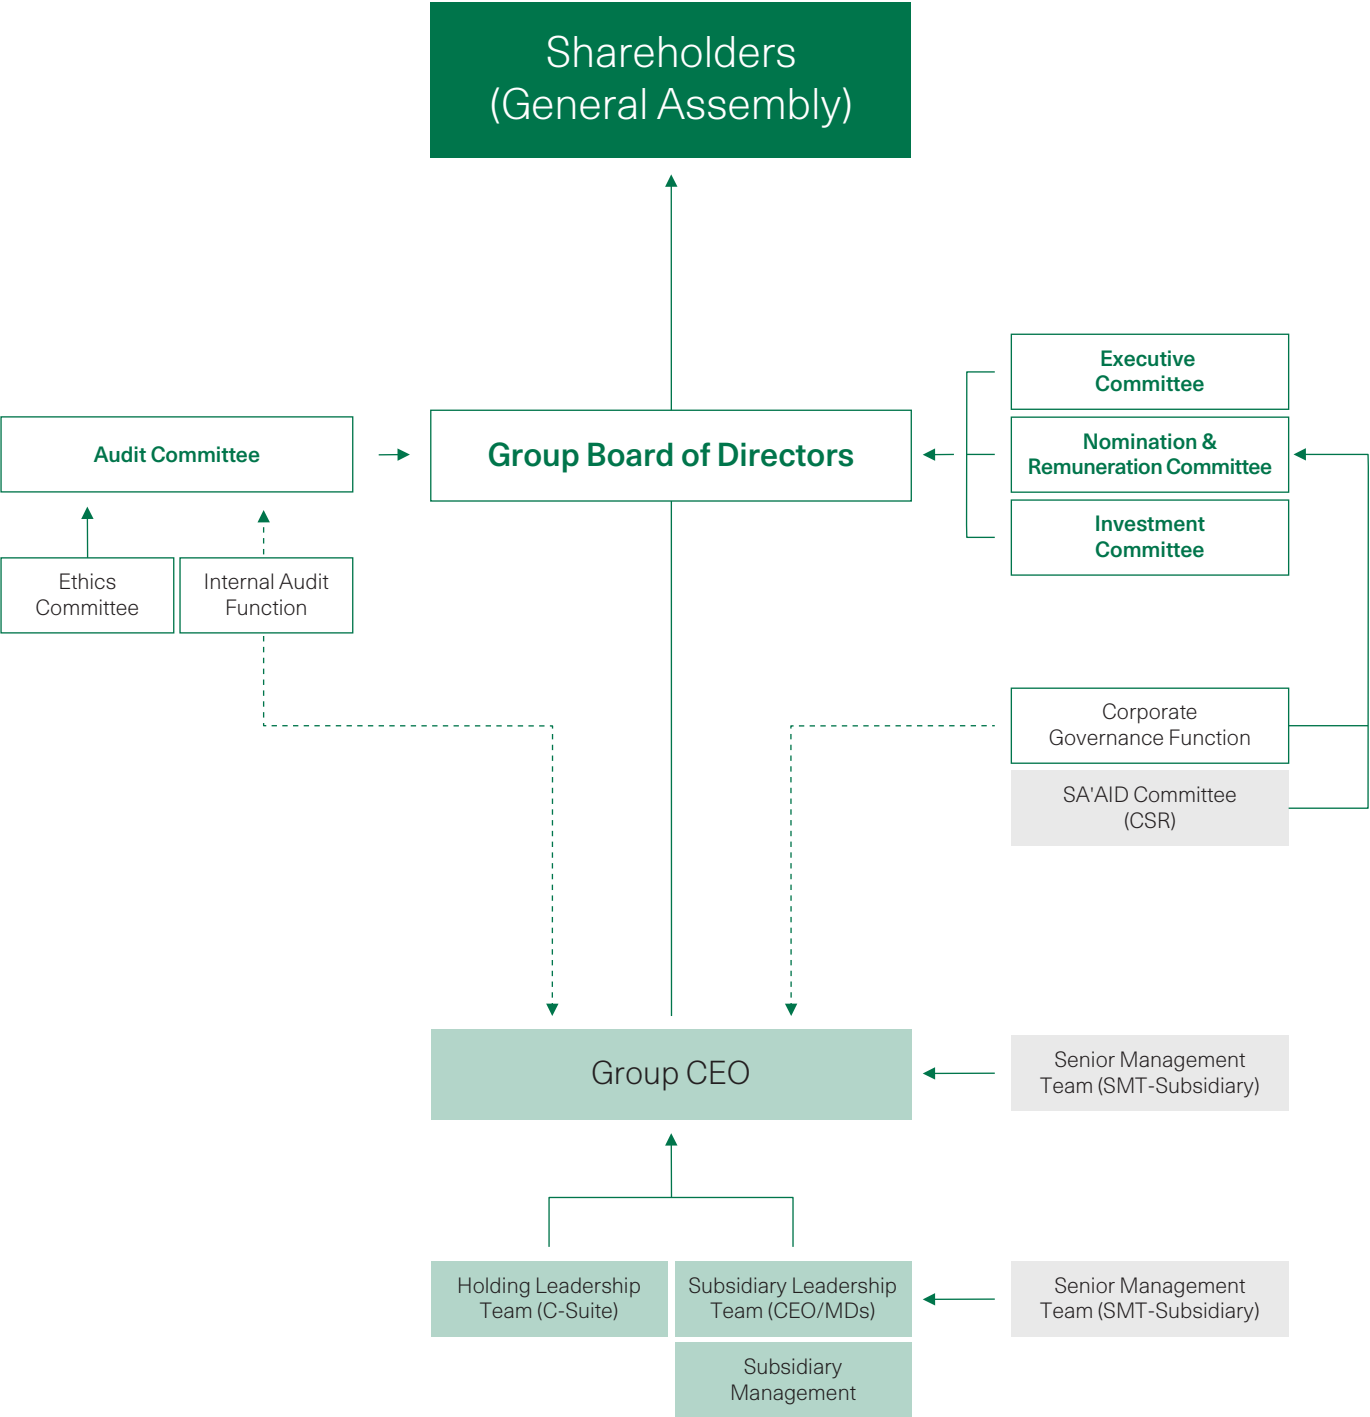 Shareholders
(General Assembly)
Executive
Committee
Audit Committee
Group Board of Directors
Nomination &
Remuneration Committee
Investment
Committee
Ethics
Committee
Internal Audit
Function
Corporate
Governance Function
SA'AID Committee
(CSR)
Group CEO
Senior Management
Team (SMT-Subsidiary)
Holding Leadership
Team (C-Suite)
Subsidiary Leadership
Team (CEO/MDs)
Senior Management
Team (SMT-Subsidiary)
Subsidiary
Management